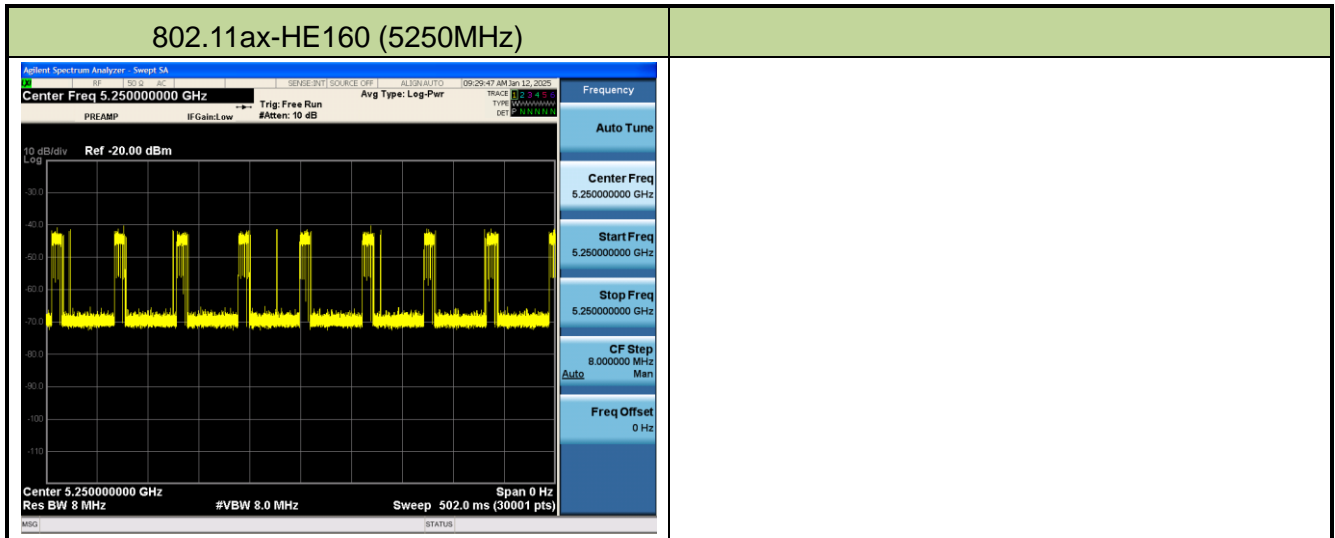 802.11ax-HE160 (5250MHz)
Agilent Spectrum Analyzer - Swept SA
RF 50 Ω AC SENSE:INT SOURCE OFF ALIGN AUTO 09:29:47 AM Jan 12, 2025
Center Freq 5.250000000 GHz
PREAMP IFGain:Low
Trig: Free Run
#Atten: 10 dB
Avg Type: Log-Pwr
TRACE 1 2 3 4 5 6
TYPE
DET P N N N N N
Frequency
Auto Tune
10 dB/div Ref -20.00 dBm
Log
-30.0
-40.0
-50.0
-60.0
-70.0
-80.0
-90.0
-100
-110
Center Freq
5.250000000 GHz
Start Freq
5.250000000 GHz
Stop Freq
5.250000000 GHz
CF Step
8.000000 MHz
Auto Man
Freq Offset
0 Hz
Center 5.250000000 GHz Span 0 Hz
Res BW 8 MHz #VBW 8.0 MHz Sweep 502.0 ms (30001 pts)
MSG STATUS